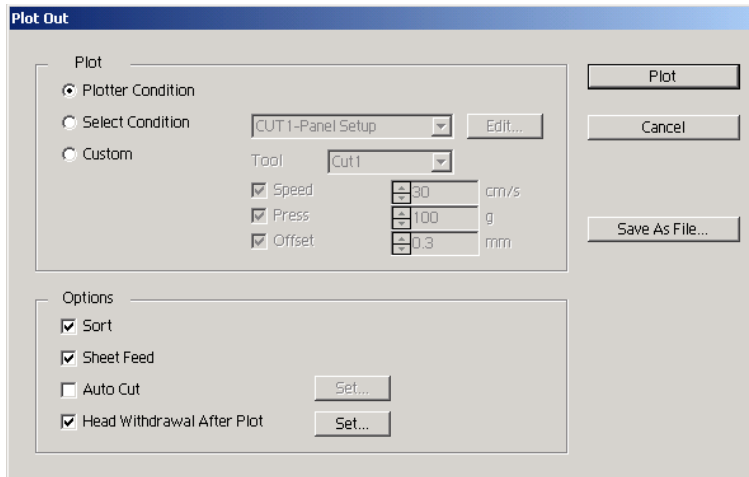 Plot Out
Plot
Plotter Condition
Select Condition
CUT1-Panel Setup
Edit...
Custom
Tool
Cut1
Speed
30
cm/s
Press
100
g
Offset
0.3
mm
Options
Sort
Sheet Feed
Auto Cut
Set...
Head Withdrawal After Plot
Set...
Plot
Cancel
Save As File...